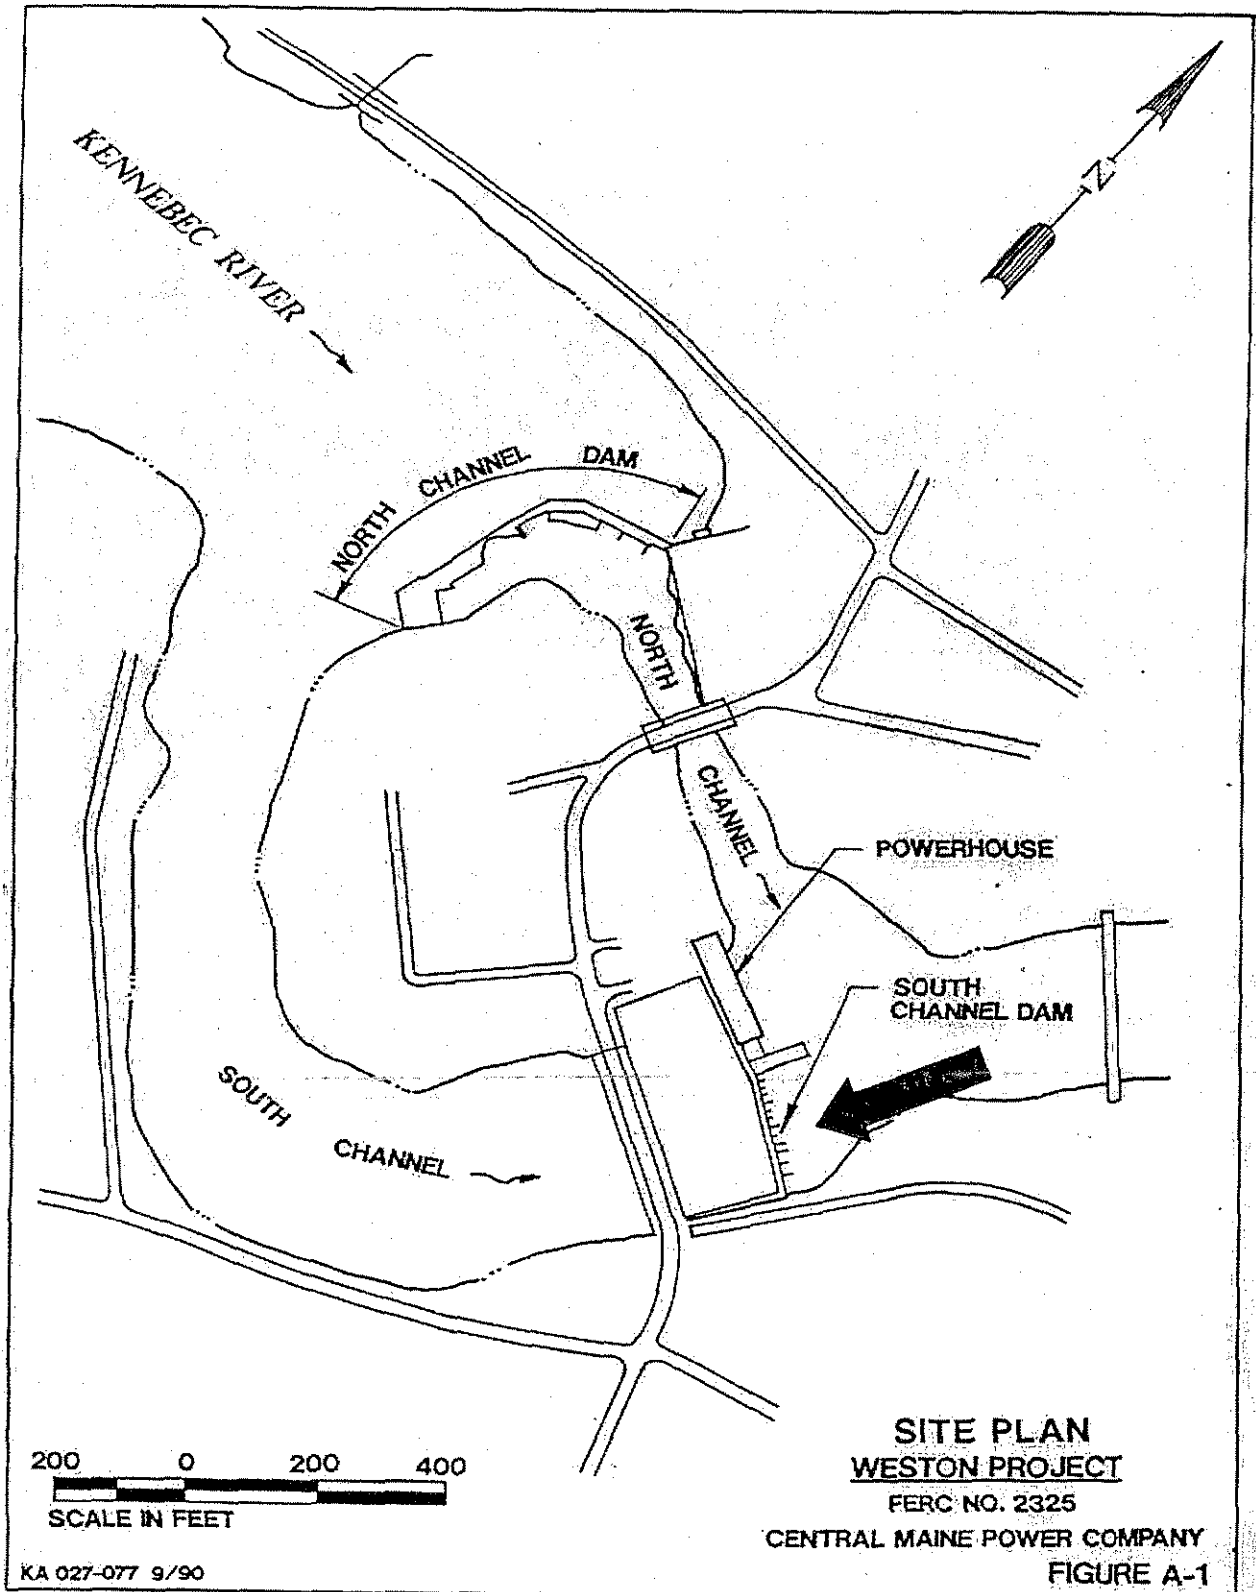 N
KENNEBEC RIVER
NORTH CHANNEL DAM
NORTH
CHANNEL
POWERHOUSE
SOUTH
CHANNEL DAM
SOUTH
CHANNEL
SITE PLAN
WESTON PROJECT
FERC NO. 2325
CENTRAL MAINE POWER COMPANY
FIGURE A-1
200 0 200 400
SCALE IN FEET
KA 027-077 9/90